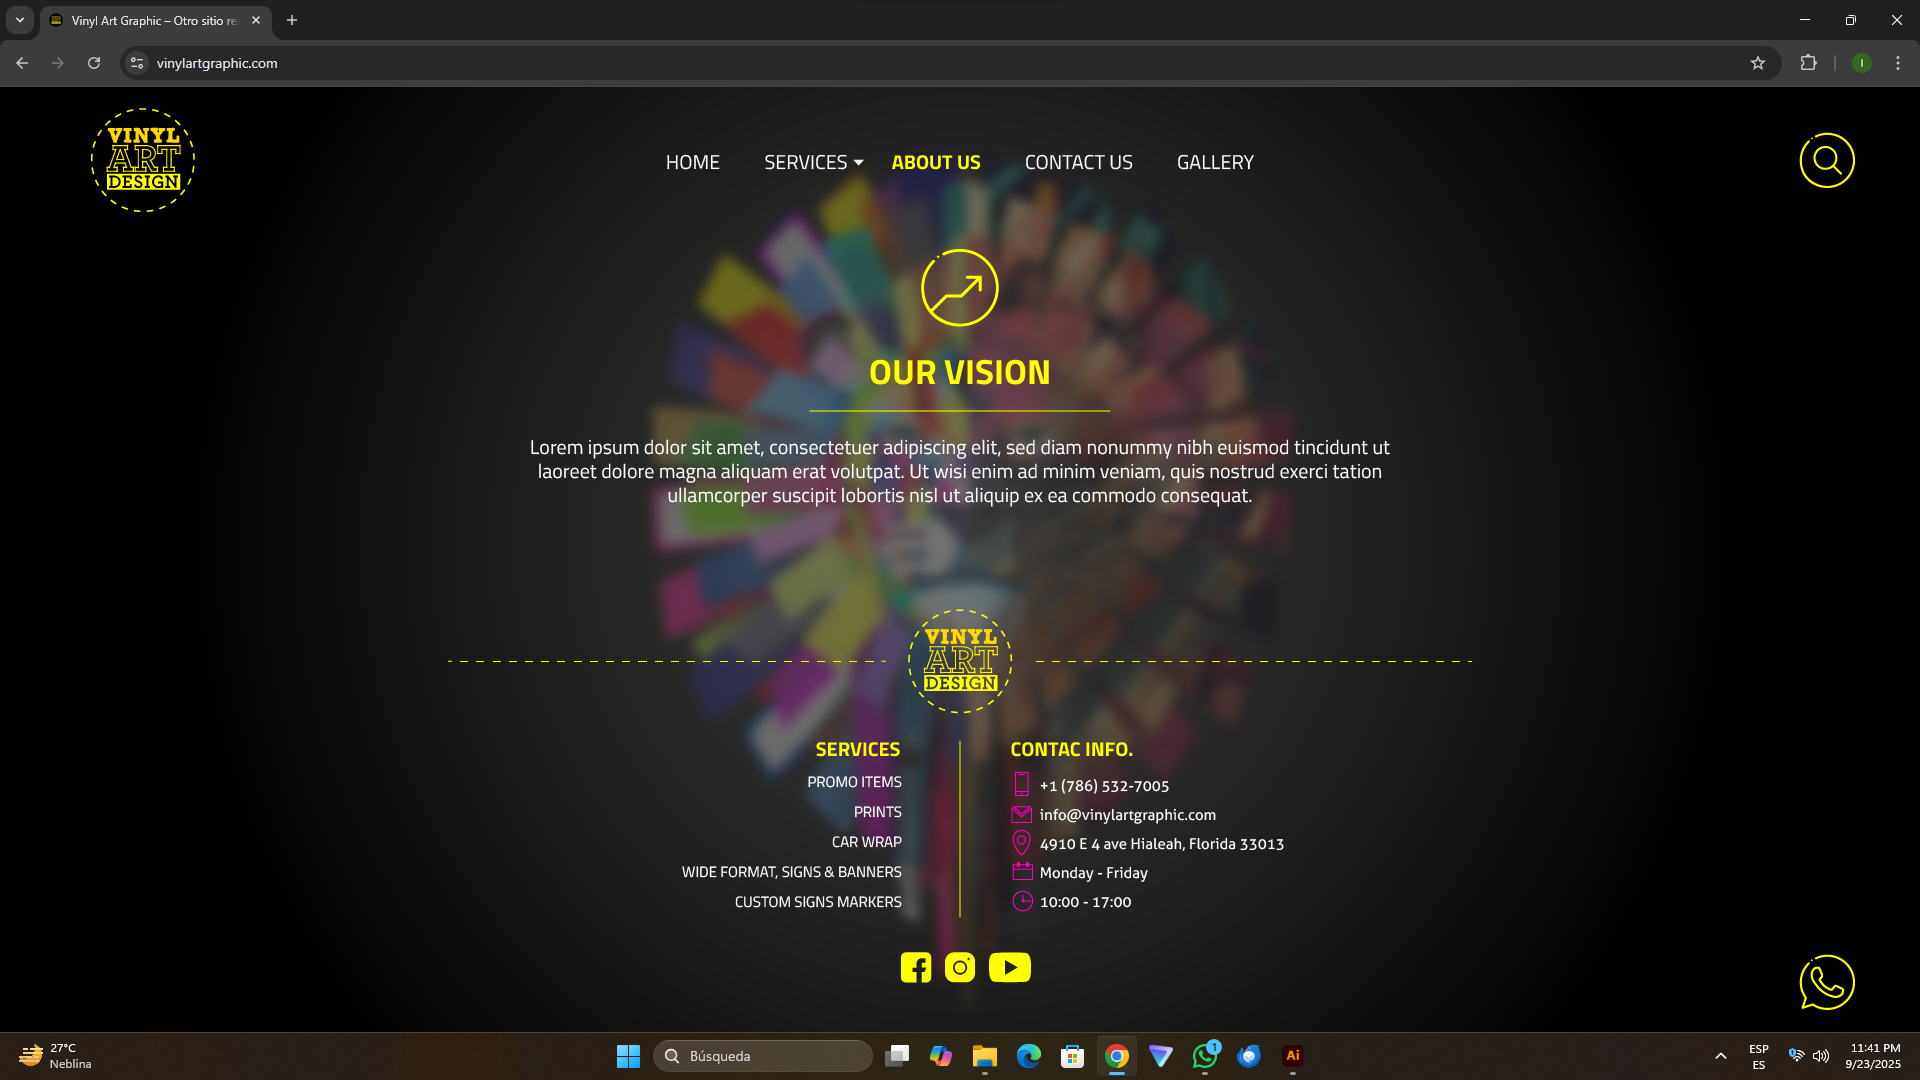 Vinyl Art Graphic – Otro sitio re
vinylartgraphic.com
VINYL
ART
DESIGN
HOME SERVICES ABOUT US CONTACT US GALLERY
OUR VISION
Lorem ipsum dolor sit amet, consectetuer adipiscing elit, sed diam nonummy nibh euismod tincidunt ut
laoreet dolore magna aliquam erat volutpat. Ut wisi enim ad minim veniam, quis nostrud exerci tation
ullamcorper suscipit lobortis nisl ut aliquip ex ea commodo consequat.
VINYL
ART
DESIGN
SERVICES
PROMO ITEMS
PRINTS
CAR WRAP
WIDE FORMAT, SIGNS & BANNERS
CUSTOM SIGNS MARKERS
CONTAC INFO.
+1 (786) 532-7005
info@vinylartgraphic.com
4910 E 4 ave Hialeah, Florida 33013
Monday - Friday
10:00 - 17:00
27°C
Neblina
Búsqueda
1
Ai
ESP
ES
11:41 PM
9/23/2025